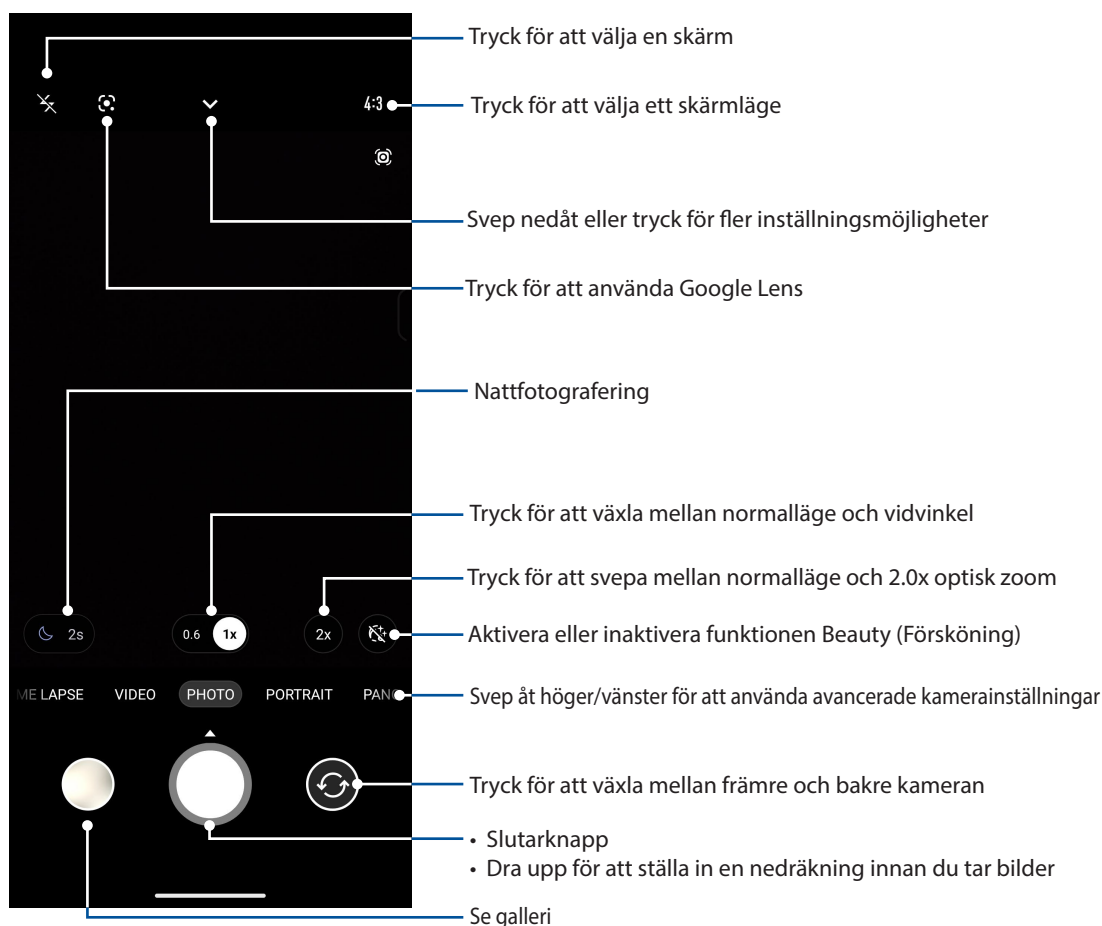 Tryck för att välja en skärm
4:3
Tryck för att välja ett skärmläge
Svep nedåt eller tryck för fler inställningsmöjligheter
Tryck för att använda Google Lens
Nattfotografering
Tryck för att växla mellan normalläge och vidvinkel
Tryck för att svepa mellan normalläge och 2.0x optisk zoom
2s 0.6 1x 2x
Aktivera eller inaktivera funktionen Beauty (Försköning)
ME LAPSE VIDEO PHOTO PORTRAIT PANO
Svep åt höger/vänster för att använda avancerade kamerainställningar
Tryck för att växla mellan främre och bakre kameran
• Slutarknapp
• Dra upp för att ställa in en nedräkning innan du tar bilder
Se galleri